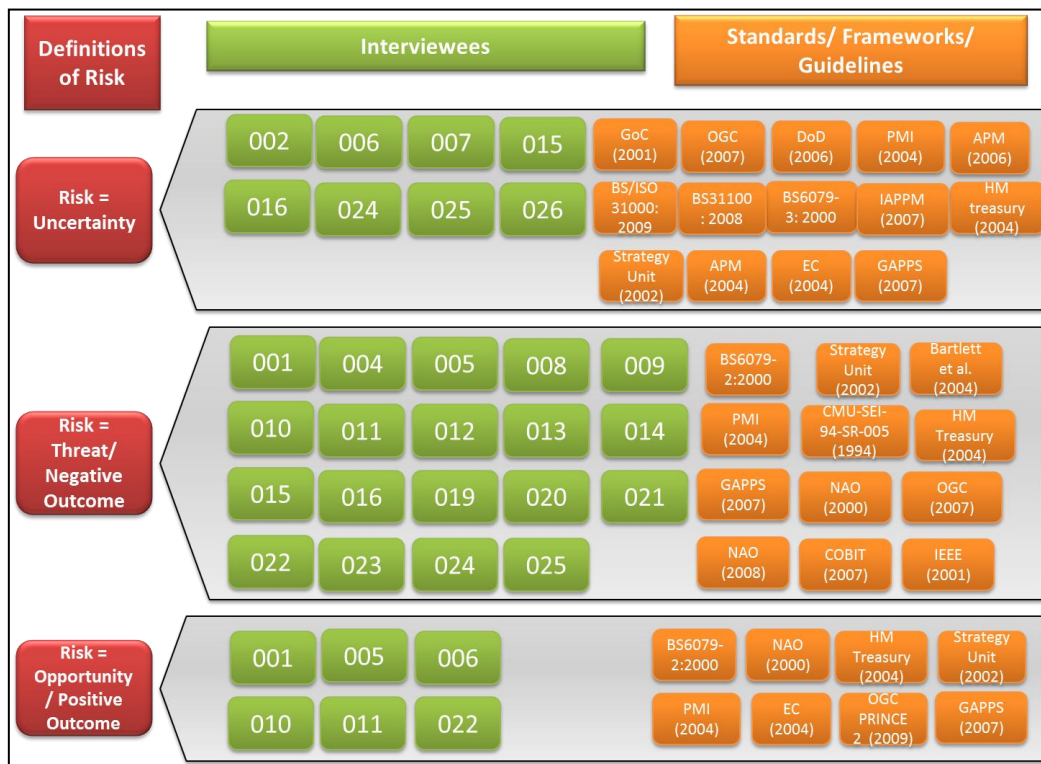 Definitions
of Risk
Interviewees
Standards/ Frameworks/
Guidelines
Risk =
Uncertainty
002
006
007
015
GoC
(2001)
OGC
(2007)
DoD
(2006)
PMI
(2004)
APM
(2006)
016
024
025
026
BS/ISO
31000:
2009
BS31100
: 2008
BS6079-
3: 2000
IAPPM
(2007)
HM
treasury
(2004)
Strategy
Unit
(2002)
APM
(2004)
EC
(2004)
GAPPS
(2007)
Risk =
Threat/
Negative
Outcome
001
004
005
008
009
BS6079-
2:2000
Strategy
Unit
(2002)
Bartlett
et al.
(2004)
010
011
012
013
014
PMI
(2004)
CMU-SEI-
94-SR-005
(1994)
HM
Treasury
(2004)
015
016
019
020
021
GAPPS
(2007)
NAO
(2000)
OGC
(2007)
022
023
024
025
NAO
(2008)
COBIT
(2007)
IEEE
(2001)
Risk =
Opportunity
/ Positive
Outcome
001
005
006
BS6079-
2:2000
NAO
(2000)
HM
Treasury
(2004)
Strategy
Unit
(2002)
010
011
022
PMI
(2004)
EC
(2004)
OGC
PRINCE
2 (2009)
GAPPS
(2007)